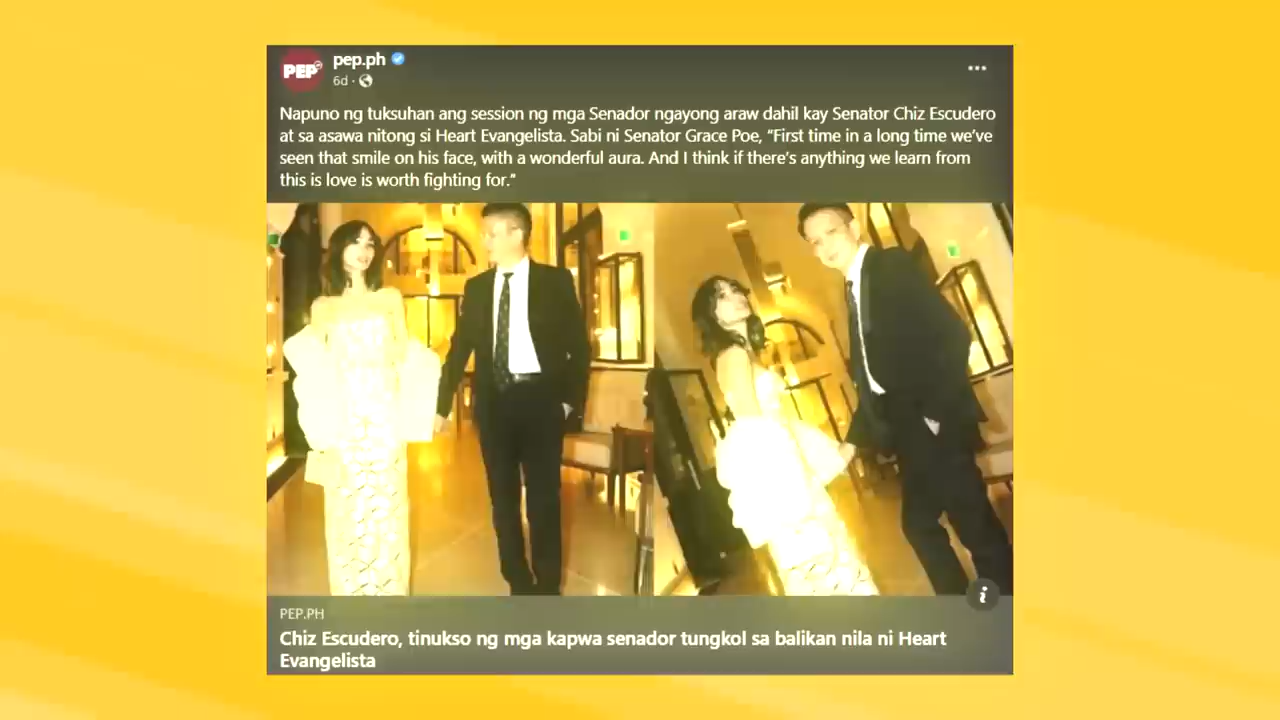 PEP
pep.ph
6d
Napuno ng tuksuhan ang session ng mga Senador ngayong araw dahil kay Senator Chiz Escudero
at sa asawa nitong si Heart Evangelista. Sabi ni Senator Grace Poe, “First time in a long time we’ve
seen that smile on his face, with a wonderful aura. And I think if there’s anything we learn from
this is love is worth fighting for.”
PEP.PH
Chiz Escudero, tinukso ng mga kapwa senador tungkol sa balikan nila ni Heart
Evangelista